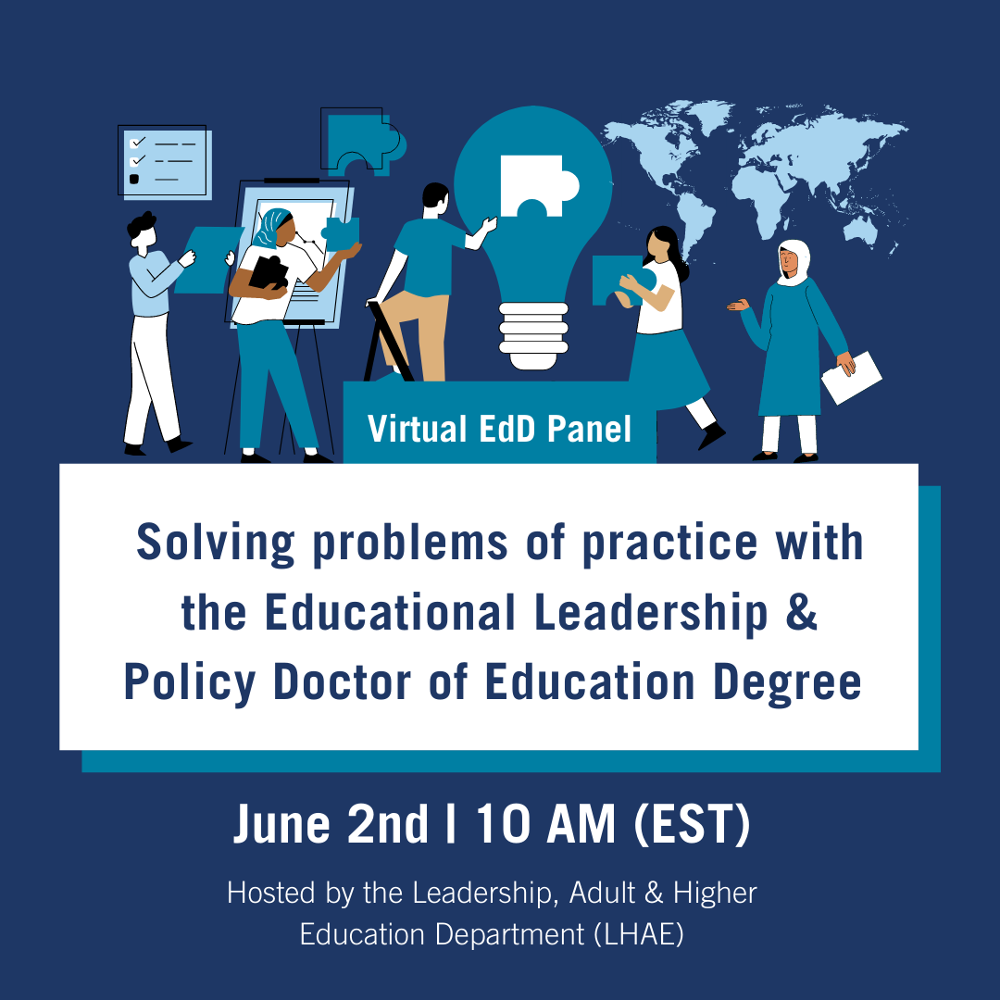 Virtual EdD Panel
Solving problems of practice with
the Educational Leadership &
Policy Doctor of Education Degree
June 2nd | 10 AM (EST)
Hosted by the Leadership, Adult & Higher
Education Department (LHAE)